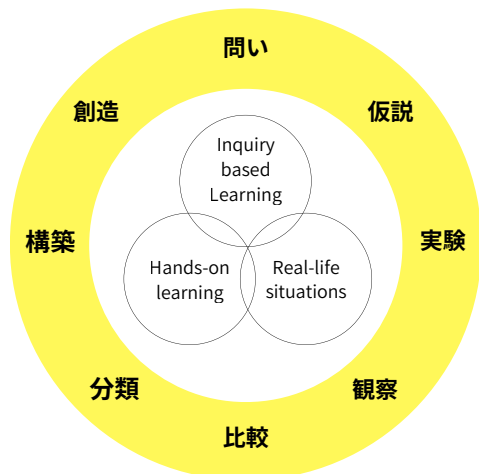 問い
仮説
実験
観察
比較
分類
構築
創造
Inquiry
based
Learning
Hands-on
learning
Real-life
situations